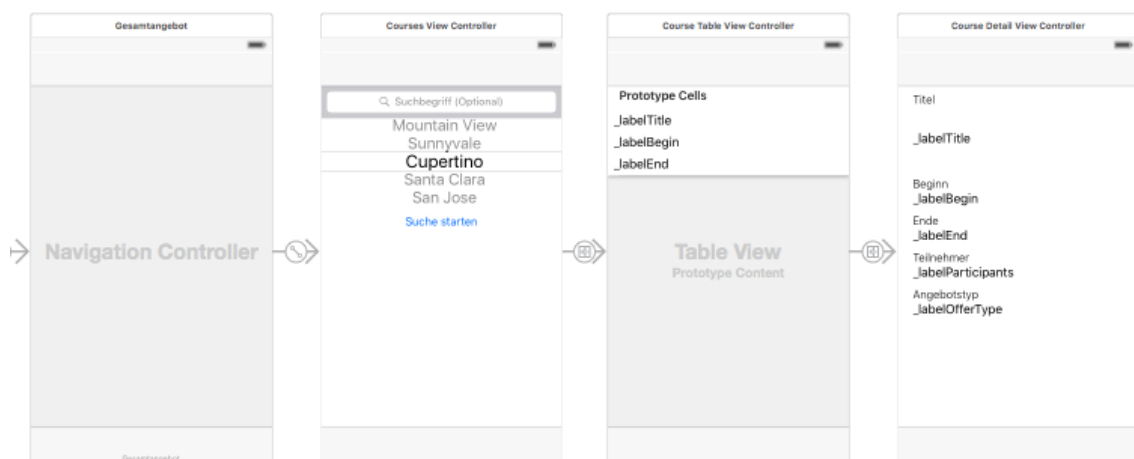 Gesamtangebot
Navigation Controller
Gesamtangebot
Courses View Controller
Suchbegriff (Optional)
Mountain View
Sunnyvale
Cupertino
Santa Clara
San Jose
Suche starten
Course Table View Controller
Prototype Cells
_labelTitle
_labelBegin
_labelEnd
Table View
Prototype Content
Course Detail View Controller
Titel
_labelTitle
Beginn
_labelBegin
Ende
_labelEnd
Teilnehmer
_labelParticipants
Angebotstyp
_labelOfferType